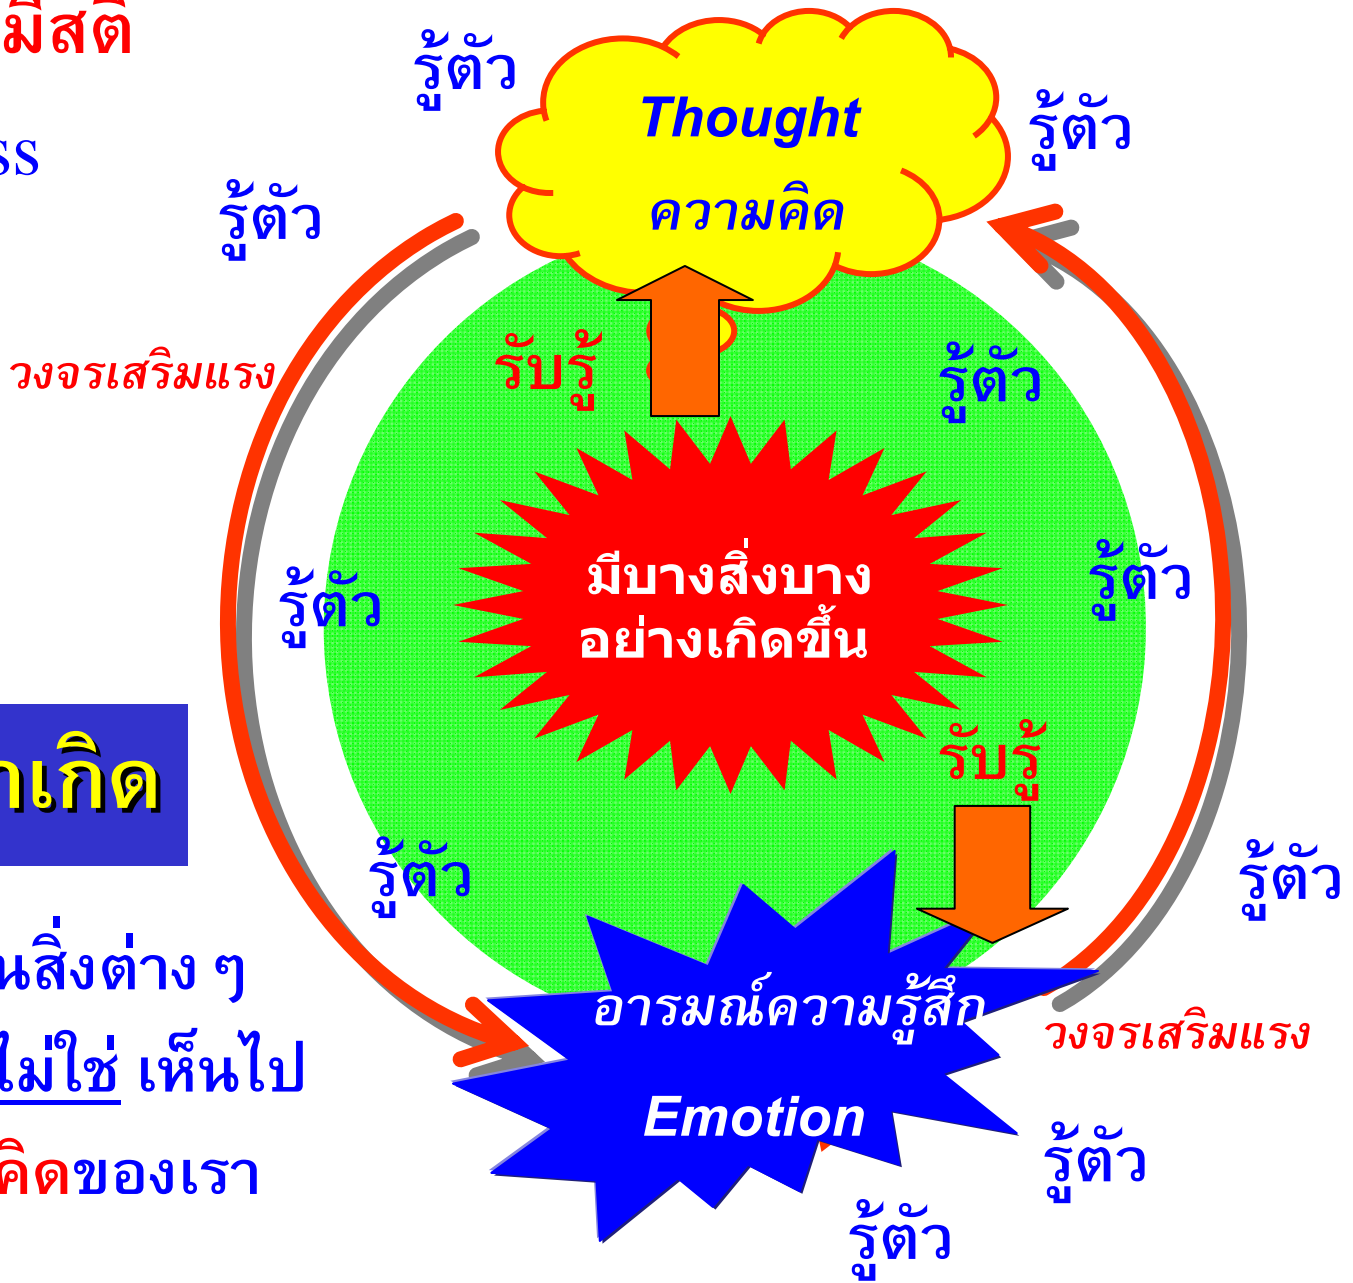 มีสติ
รู้ตัว
Thought
รู้ตัว
ss
ความคิด
รู้ตัว
รับรู้
รู้ตัว
วงจรเสริมแรง
มีบางสิ่งบาง
รู้ตัว
รู้ตัว
อย่างเกิดขึ้น
รับรู้
าเกิด
รู้ตัว
รู้ตัว
นสิ่งต่าง ๆ
อารมณ์ความรู้สึก
วงจรเสริมแรง
ไม่ใช่ เห็นไป
Emotion
รู้ตัว
คิดของเรา
รู้ตัว